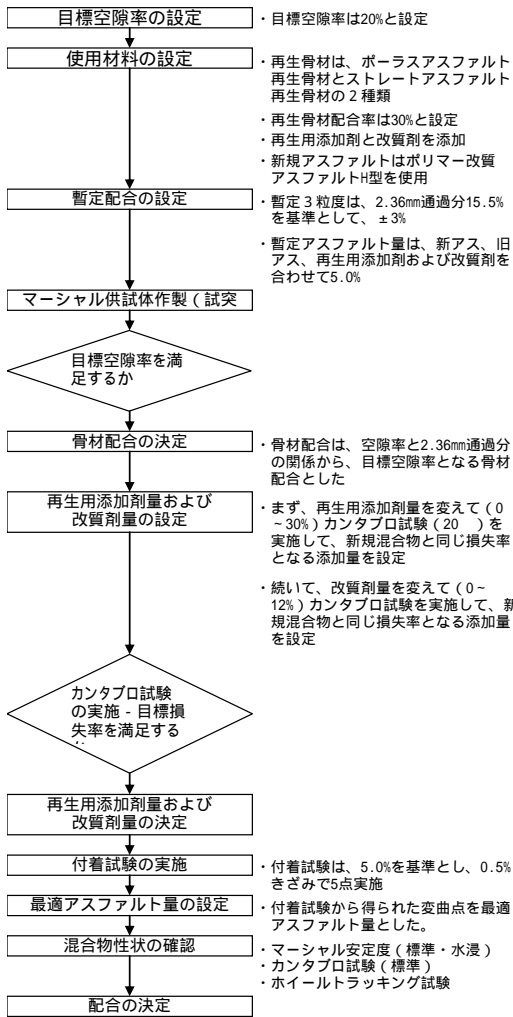 目標空隙率の設定
・目標空隙率は20%と設定
使用材料の設定
・再生骨材は、ポーラスアスファルト
再生骨材とストレートアスファルト
再生骨材の２種類
・再生骨材配合率は30%と設定
・再生用添加剤と改質剤を添加
・新規アスファルトはポリマー改質
アスファルトH型を使用
暫定配合の設定
・暫定３粒度は、2.36mm通過分15.5%
を基準として、±3%
・暫定アスファルト量は、新アス、旧
アス、再生用添加剤および改質剤を
合わせて5.0%
マーシャル供試体作製（試突
目標空隙率を満
足するか
骨材配合の決定
・骨材配合は、空隙率と2.36mm通過分
の関係から、目標空隙率となる骨材
配合とした
再生用添加剤量および
改質剤量の設定
・まず、再生用添加剤量を変えて（0
～30%）カンタブロ試験（20　）を
実施して、新規混合物と同じ損失率
となる添加量を設定
・続いて、改質剤量を変えて（0～
12%）カンタブロ試験を実施して、新
規混合物と同じ損失率となる添加量
を設定
カンタブロ試験
の実施 - 目標損
失率を満足する
再生用添加剤量および
改質剤量の決定
付着試験の実施
・付着試験は、5.0%を基準とし、0.5%
きざみで5点実施
最適アスファルト量の設定
・付着試験から得られた変曲点を最適
アスファルト量とした。
混合物性状の確認
・マーシャル安定度（標準・水浸）
・カンタブロ試験（標準）
・ホイールトラッキング試験
配合の決定